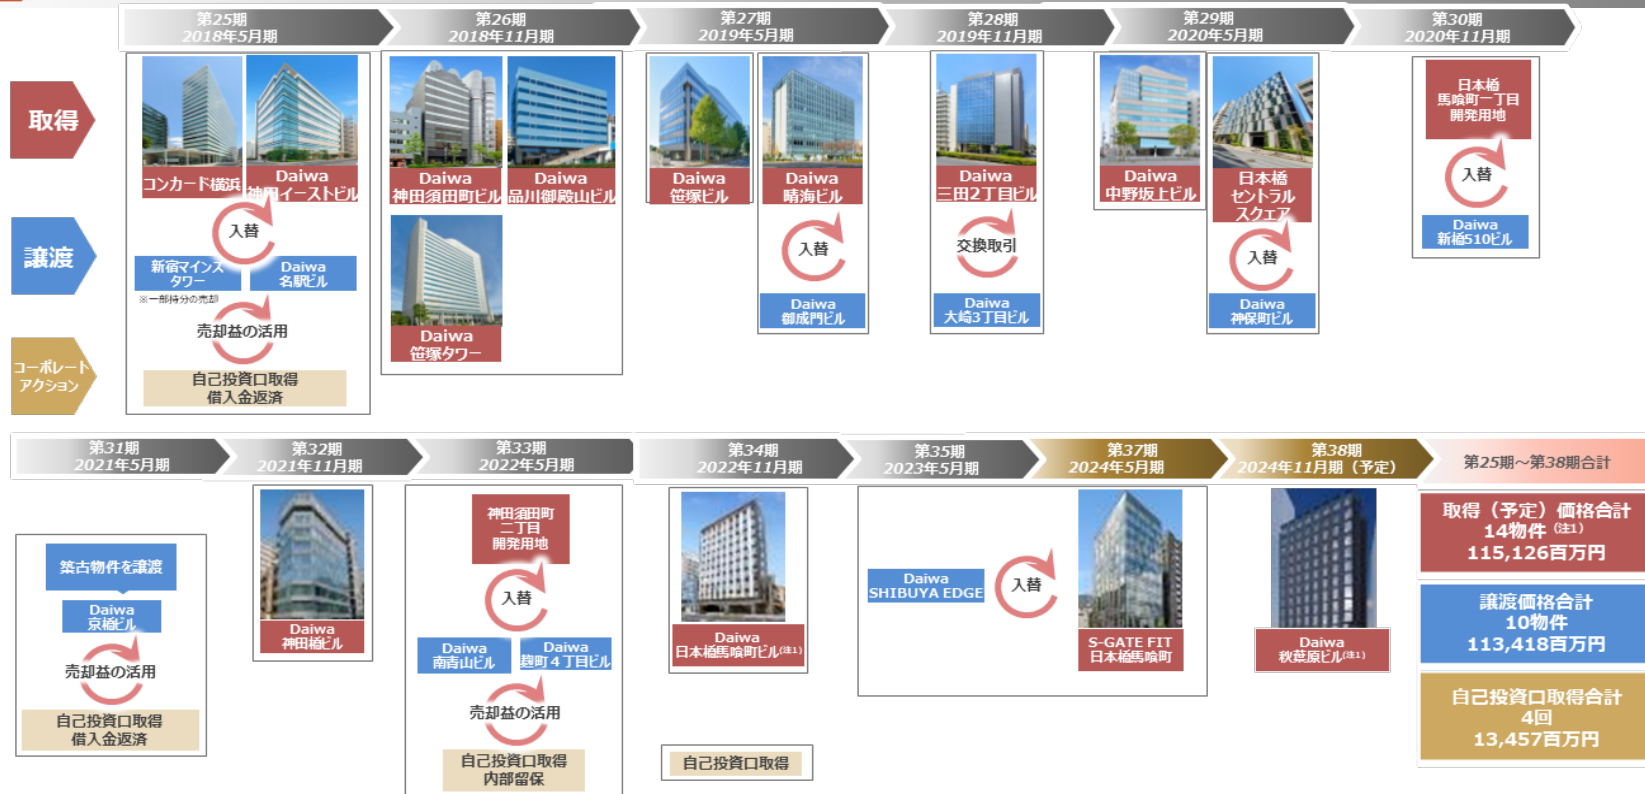 第25期
2018年5月期
第26期
2018年11月期
第27期
2019年5月期
第28期
2019年11月期
第29期
2020年5月期
第30期
2020年11月期
取得
コンカード横浜
Daiwa
神田イーストビル
Daiwa
神田須田町ビル
Daiwa
品川御殿山ビル
Daiwa
笹塚ビル
Daiwa
晴海ビル
Daiwa
三田2丁目ビル
Daiwa
中野坂上ビル
日本橋
セントラル
スクェア
日本橋
馬喰町一丁目
開発用地
譲渡
入替
新宿マインズ
タワー
※一部持分の売却
Daiwa
名駅ビル
売却益の活用
Daiwa
笹塚タワー
入替
Daiwa
御成門ビル
交換取引
Daiwa
大崎3丁目ビル
入替
Daiwa
神保町ビル
入替
Daiwa
新橋510ビル
コーポレート
アクション
自己投資口取得
借入金返済
第31期
2021年5月期
第32期
2021年11月期
第33期
2022年5月期
第34期
2022年11月期
第35期
2023年5月期
第37期
2024年5月期
第38期
2024年11月期（予定）
第25期～第38期合計
築古物件を譲渡
Daiwa
京橋ビル
売却益の活用
自己投資口取得
借入金返済
Daiwa
神田橋ビル
神田須田町
二丁目
開発用地
入替
Daiwa
南青山ビル
Daiwa
麹町４丁目ビル
売却益の活用
自己投資口取得
内部留保
Daiwa
日本橋馬喰町ビル(注1)
自己投資口取得
Daiwa
SHIBUYA EDGE
入替
S-GATE FIT
日本橋馬喰町
Daiwa
秋葉原ビル(注1)
取得（予定）価格合計
14物件（注1）
115,126百万円
譲渡価格合計
10物件
113,418百万円
自己投資口取得合計
4回
13,457百万円